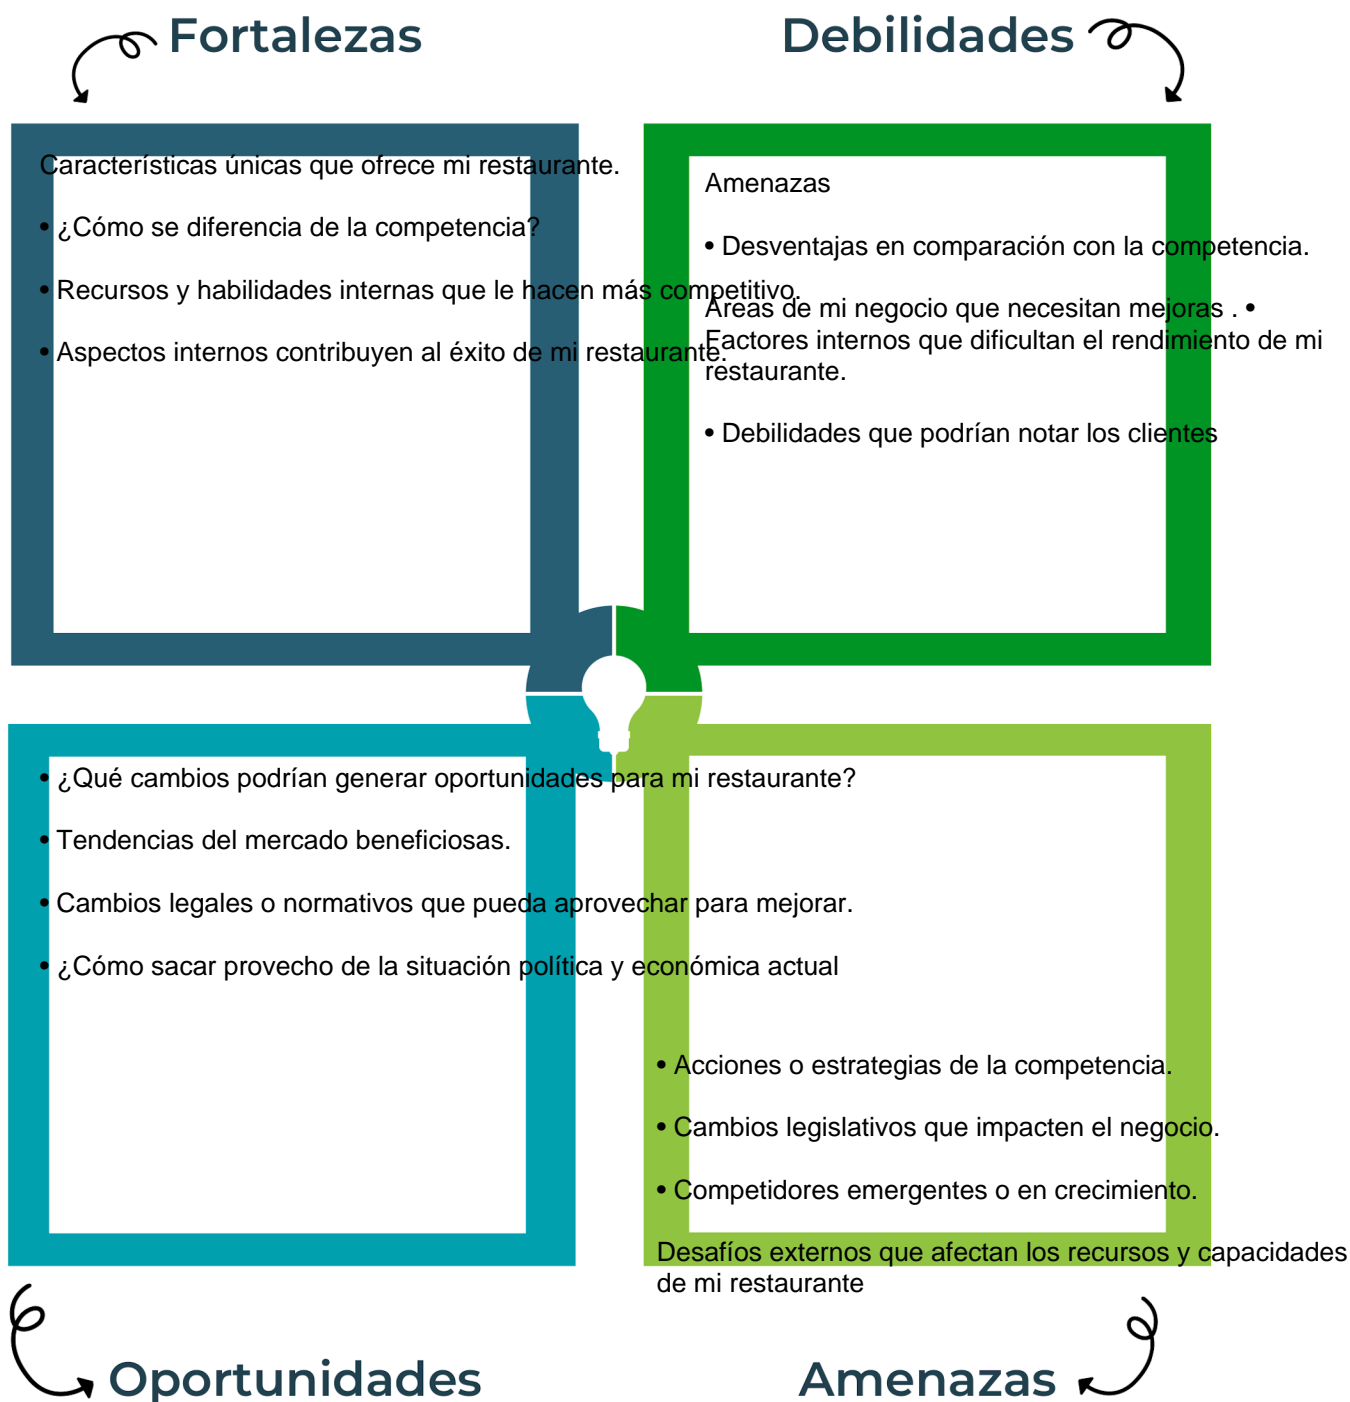 Fortalezas
Características únicas que ofrece mi restaurante.
• ¿Cómo se diferencia de la competencia?
• Recursos y habilidades internas que le hacen más competitivo.
• Aspectos internos contribuyen al éxito de mi restaurante.
Debilidades
Amenazas
• Desventajas en comparación con la competencia.
Áreas de mi negocio que necesitan mejoras . •
Factores internos que dificultan el rendimiento de mi
restaurante.
• Debilidades que podrían notar los clientes
• ¿Qué cambios podrían generar oportunidades para mi restaurante?
• Tendencias del mercado beneficiosas.
• Cambios legales o normativos que pueda aprovechar para mejorar.
• ¿Cómo sacar provecho de la situación política y económica actual
Oportunidades
• Acciones o estrategias de la competencia.
• Cambios legislativos que impacten el negocio.
• Competidores emergentes o en crecimiento.
Desafíos externos que afectan los recursos y capacidades
de mi restaurante
Amenazas